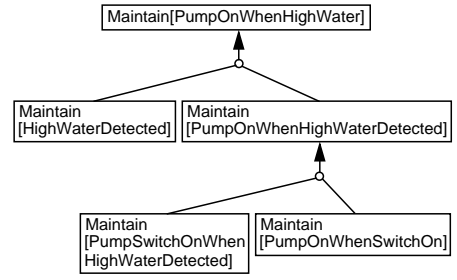 Maintain[PumpOnWhenHighWater]
Maintain
[HighWaterDetected]
Maintain
[PumpOnWhenHighWaterDetected]
Maintain
[PumpSwitchOnWhen
HighWaterDetected]
Maintain
[PumpOnWhenSwitchOn]